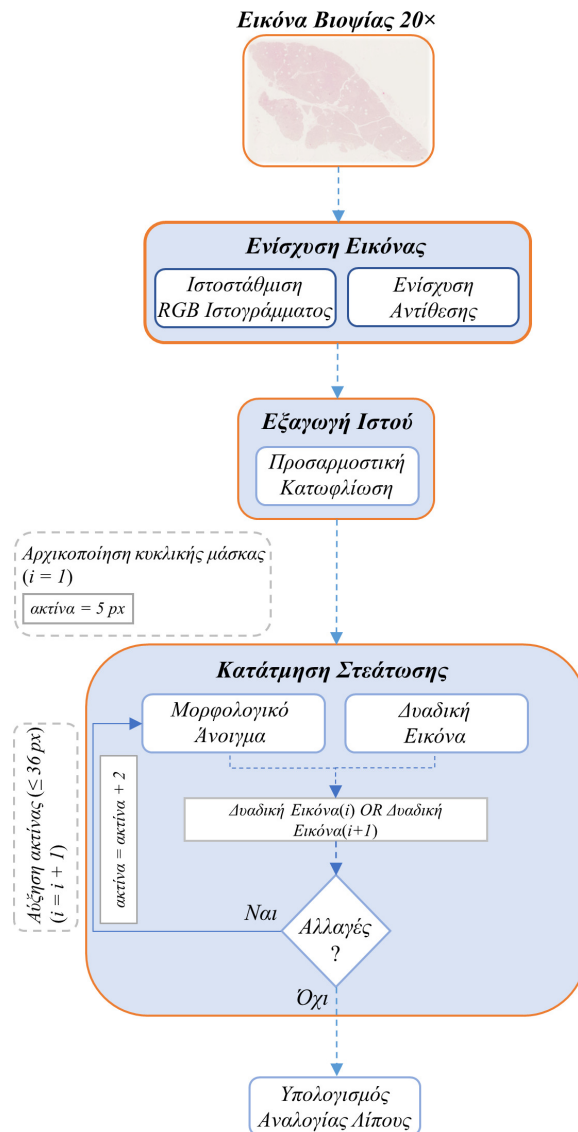 Εικόνα Βιοψίας 20×
Ενίσχυση Εικόνας
Ιστοστάθμιση
RGB Ιστογράμματος
Ενίσχυση
Αντίθεσης
Εξαγωγή Ιστού
Προσαρμοστική
Κατωφλίωση
Αρχικοποίηση κυκλικής μάσκας
(i = 1)
ακτίνα = 5 px
Κατάτμηση Στεάτωσης
Μορφολογικό
Άνοιγμα
Δυαδική
Εικόνα
Αύξηση ακτίνας (≤ 36 px)
(i = i + 1)
ακτίνα = ακτίνα + 2
Δυαδική Εικόνα(i) OR Δυαδική
Εικόνα(i+1)
Ναι
Αλλαγές
?
Όχι
Υπολογισμός
Αναλογίας Λίπους